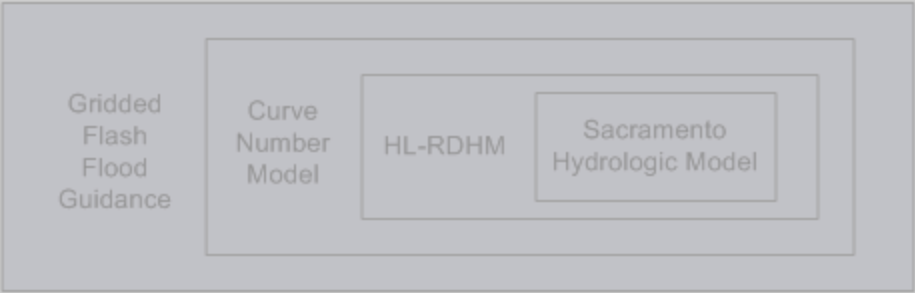 Gridded
Flash
Flood
Guidance
Curve
Number
Model
HL-RDHM
Sacramento
Hydrologic Model